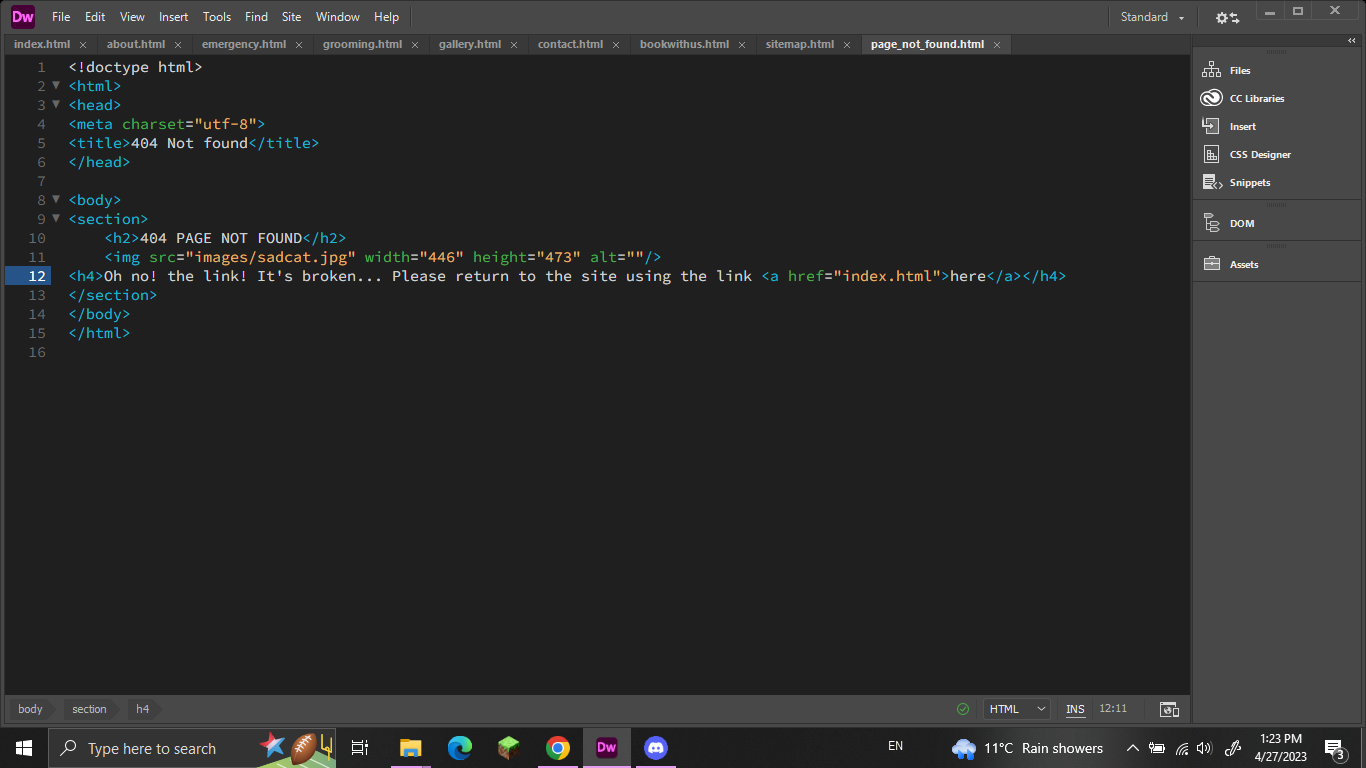 Dw File Edit View Insert Tools Find Site Window Help Standard
index.html × about.html × emergency.html × grooming.html × gallery.html × contact.html × bookwithus.html × sitemap.html × page_not_found.html ×
1 <!doctype html>
2 <html>
3 <head>
4 <meta charset="utf-8">
5 <title>404 Not found</title>
6 </head>
7
8 <body>
9 <section>
10     <h2>404 PAGE NOT FOUND</h2>
11     <img src="images/sadcat.jpg" width="446" height="473" alt=""/>
12 <h4>Oh no! the link! It's broken... Please return to the site using the link <a href="index.html">here</a></h4>
13 </section>
14 </body>
15 </html>
16
Files
CC Libraries
Insert
CSS Designer
Snippets
DOM
Assets
body section h4 HTML INS 12:11
Type here to search Dw EN 11°C Rain showers 1:23 PM
4/27/2023 3